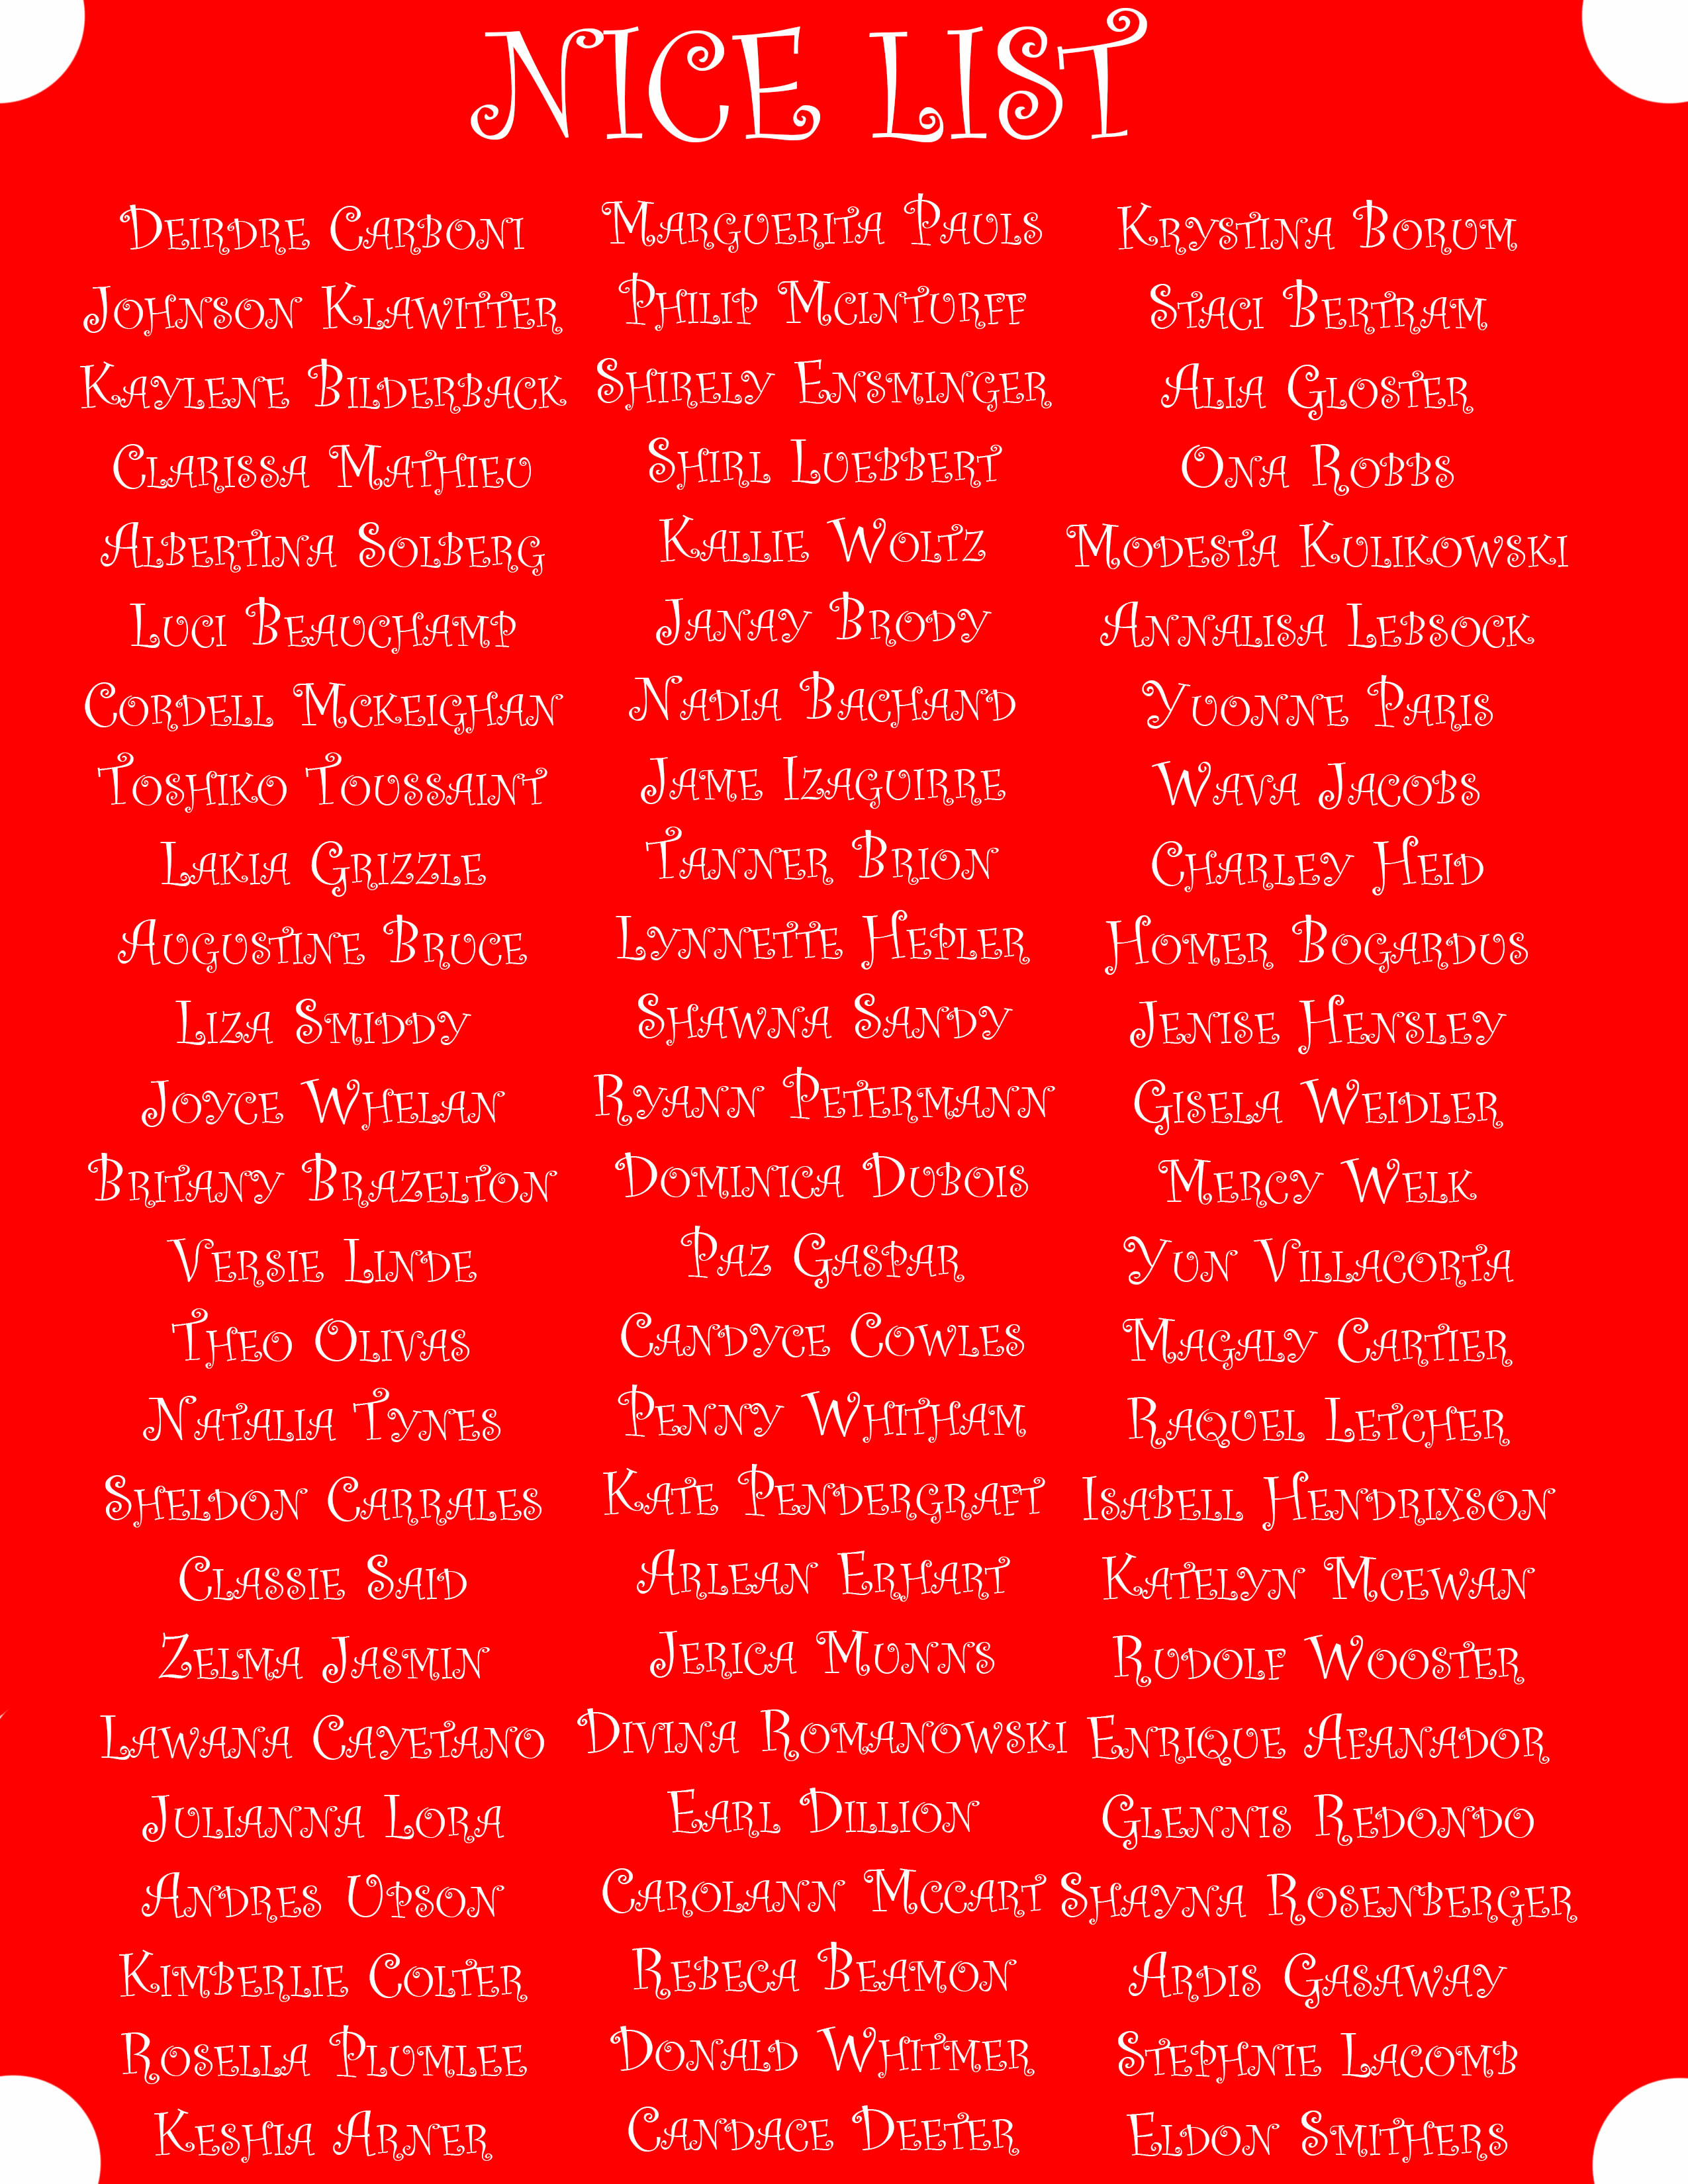 NICE LIST
Deirdre Carboni
Johnson Klawitter
Kaylene Bilderback
Clarissa Mathieu
Albertina Solberg
Luci Beauchamp
Cordell Mckeighan
Toshiko Toussaint
Lakia Grizzle
Augustine Bruce
Liza Smiddy
Joyce Whelan
Britany Brazelton
Versie Linde
Theo Olivas
Natalia Tynes
Sheldon Carrales
Classie Said
Zelma Jasmin
Lawana Cayetano
Julianna Lora
Andres Upson
Kimberlie Colter
Rosella Plumlee
Keshia Arner
Marguerita Pauls
Philip Mcinturff
Shirely Ensminger
Shirl Luebbert
Kallie Woltz
Janay Brody
Nadia Bachand
Jame Izaguirre
Tanner Brion
Lynnette Hepler
Shawna Sandy
Ryann Petermann
Dominica Dubois
Paz Gaspar
Candyce Cowles
Penny Whitham
Kate Pendergraft
Arlean Erhart
Jerica Munns
Divina Romanowski
Earl Dillion
Carolann Mccart
Rebeca Beamon
Donald Whitmer
Candace Deeter
Krystina Borum
Staci Bertram
Alia Gloster
Ona Robbs
Modesta Kulikowski
Annalisa Lebsock
Yvonne Paris
Wava Jacobs
Charley Heid
Homer Bogardus
Jenise Hensley
Gisela Weidler
Mercy Welk
Yun Villacorta
Magaly Cartier
Raquel Letcher
Isabell Hendrixson
Katelyn Mcewan
Rudolf Wooster
Enrique Afanador
Glennis Redondo
Shayna Rosenberger
Ardis Gasaway
Stephnie Lacomb
Eldon Smithers